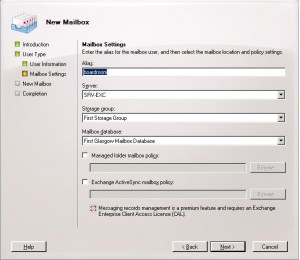 New Mailbox
Introduction
User Type
User Information
Mailbox Settings
New Mailbox
Completion
Mailbox Settings
Enter the alias for the mailbox user, and then select the mailbox location and policy settings.
Alias:
boardroom
Server:
SRV-EXC
Storage group:
First Storage Group
Mailbox database:
First Glasgow Mailbox Database
Managed folder mailbox policy:
Browse...
Exchange ActiveSync mailbox policy:
Browse...
Messaging records management is a premium feature and requires an Exchange
Enterprise Client Access Licence (CAL).
Help
< Back
Next >
Cancel